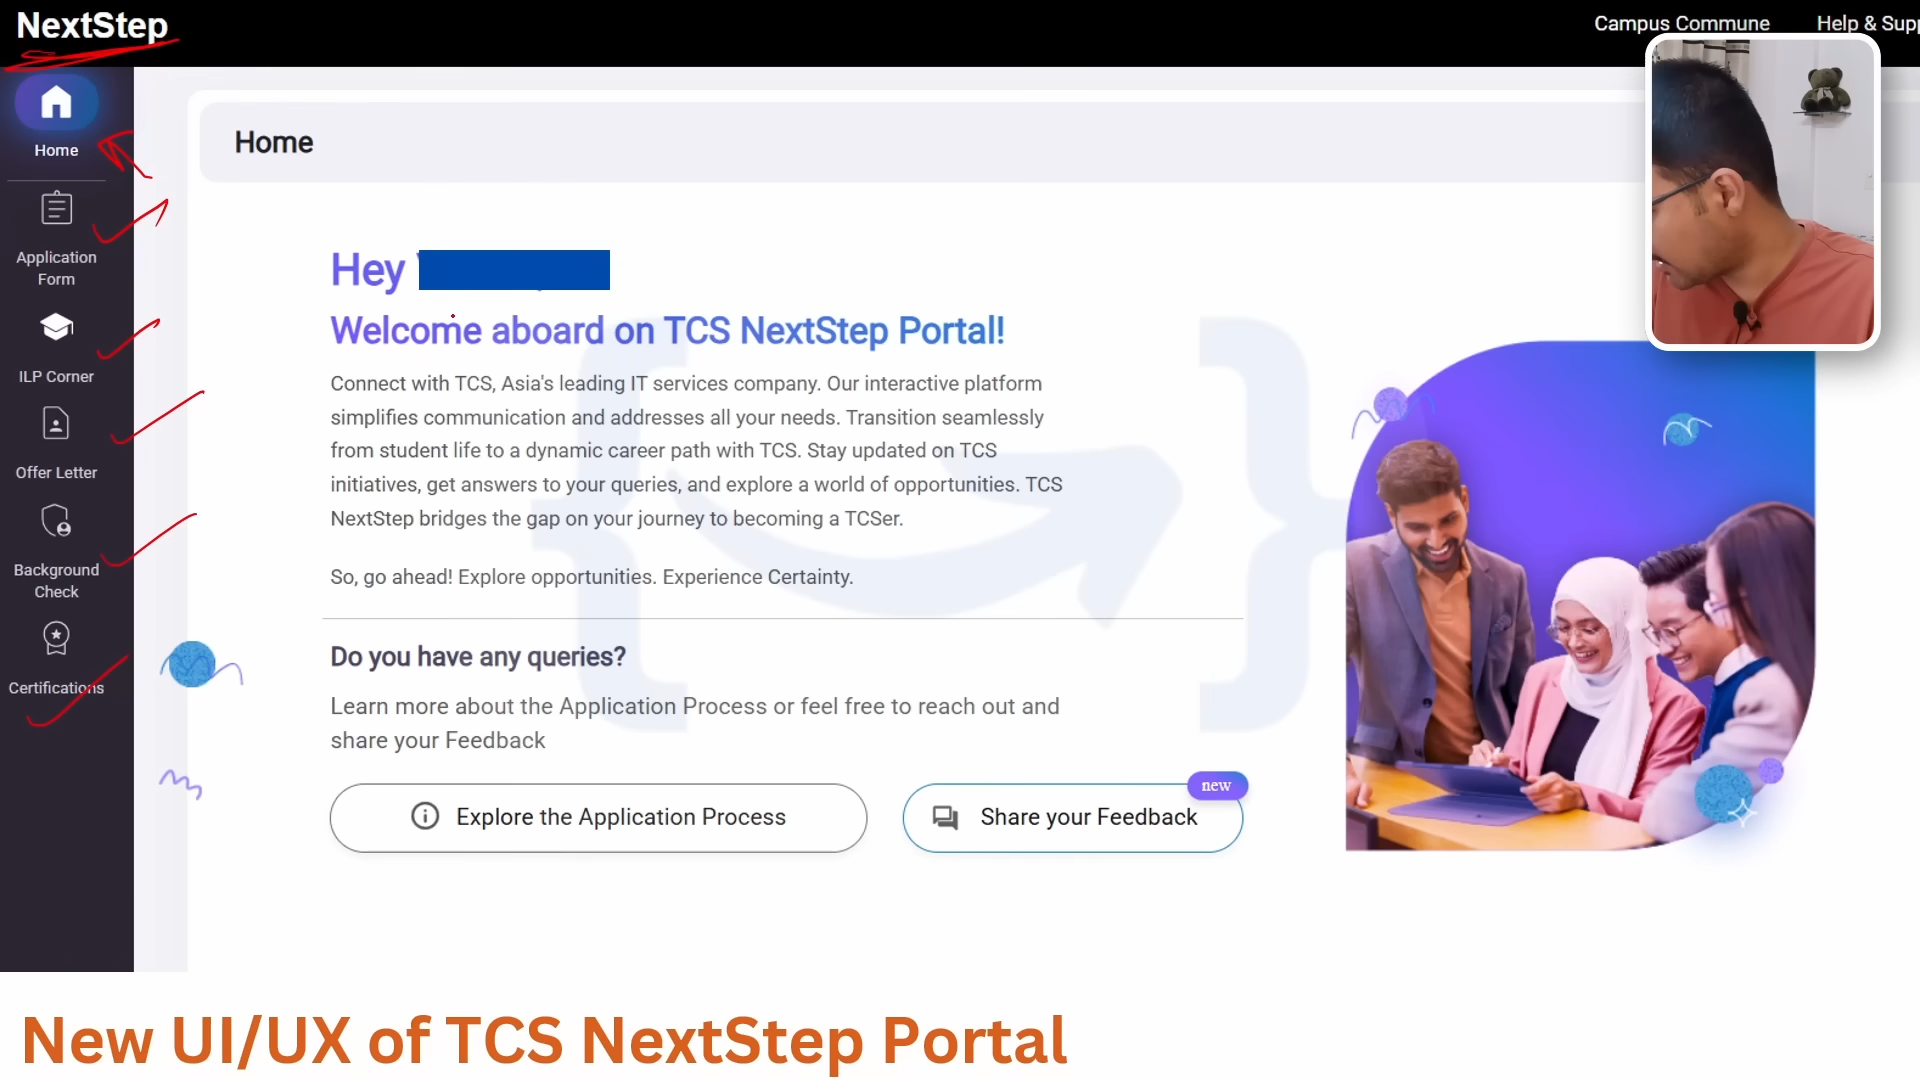 NextStep
Campus Commune
Help & Supp
Home
Application
Form
ILP Corner
Offer Letter
Background
Check
Certifications
Home
Hey
Welcome aboard on TCS NextStep Portal!
Connect with TCS, Asia's leading IT services company. Our interactive platform
simplifies communication and addresses all your needs. Transition seamlessly
from student life to a dynamic career path with TCS. Stay updated on TCS
initiatives, get answers to your queries, and explore a world of opportunities. TCS
NextStep bridges the gap on your journey to becoming a TCSer.
So, go ahead! Explore opportunities. Experience Certainty.
Do you have any queries?
Learn more about the Application Process or feel free to reach out and
share your Feedback
Explore the Application Process
Share your Feedback
new
New UI/UX of TCS NextStep Portal